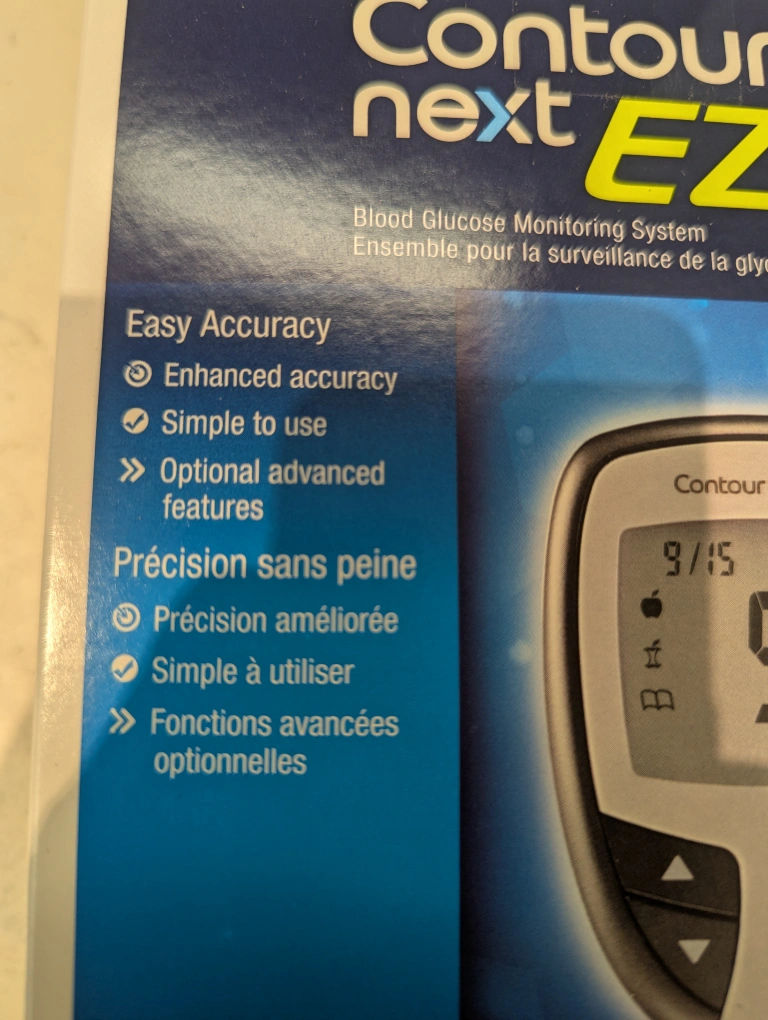 Contour
next EZ
Blood Glucose Monitoring System
Ensemble pour la surveillance de la
Easy Accuracy
Enhanced accuracy
Simple to use
Optional advanced
features
Précision sans peine
Précision améliorée
Simple à utiliser
Fonctions avancées
optionnelles
Contour
9/15